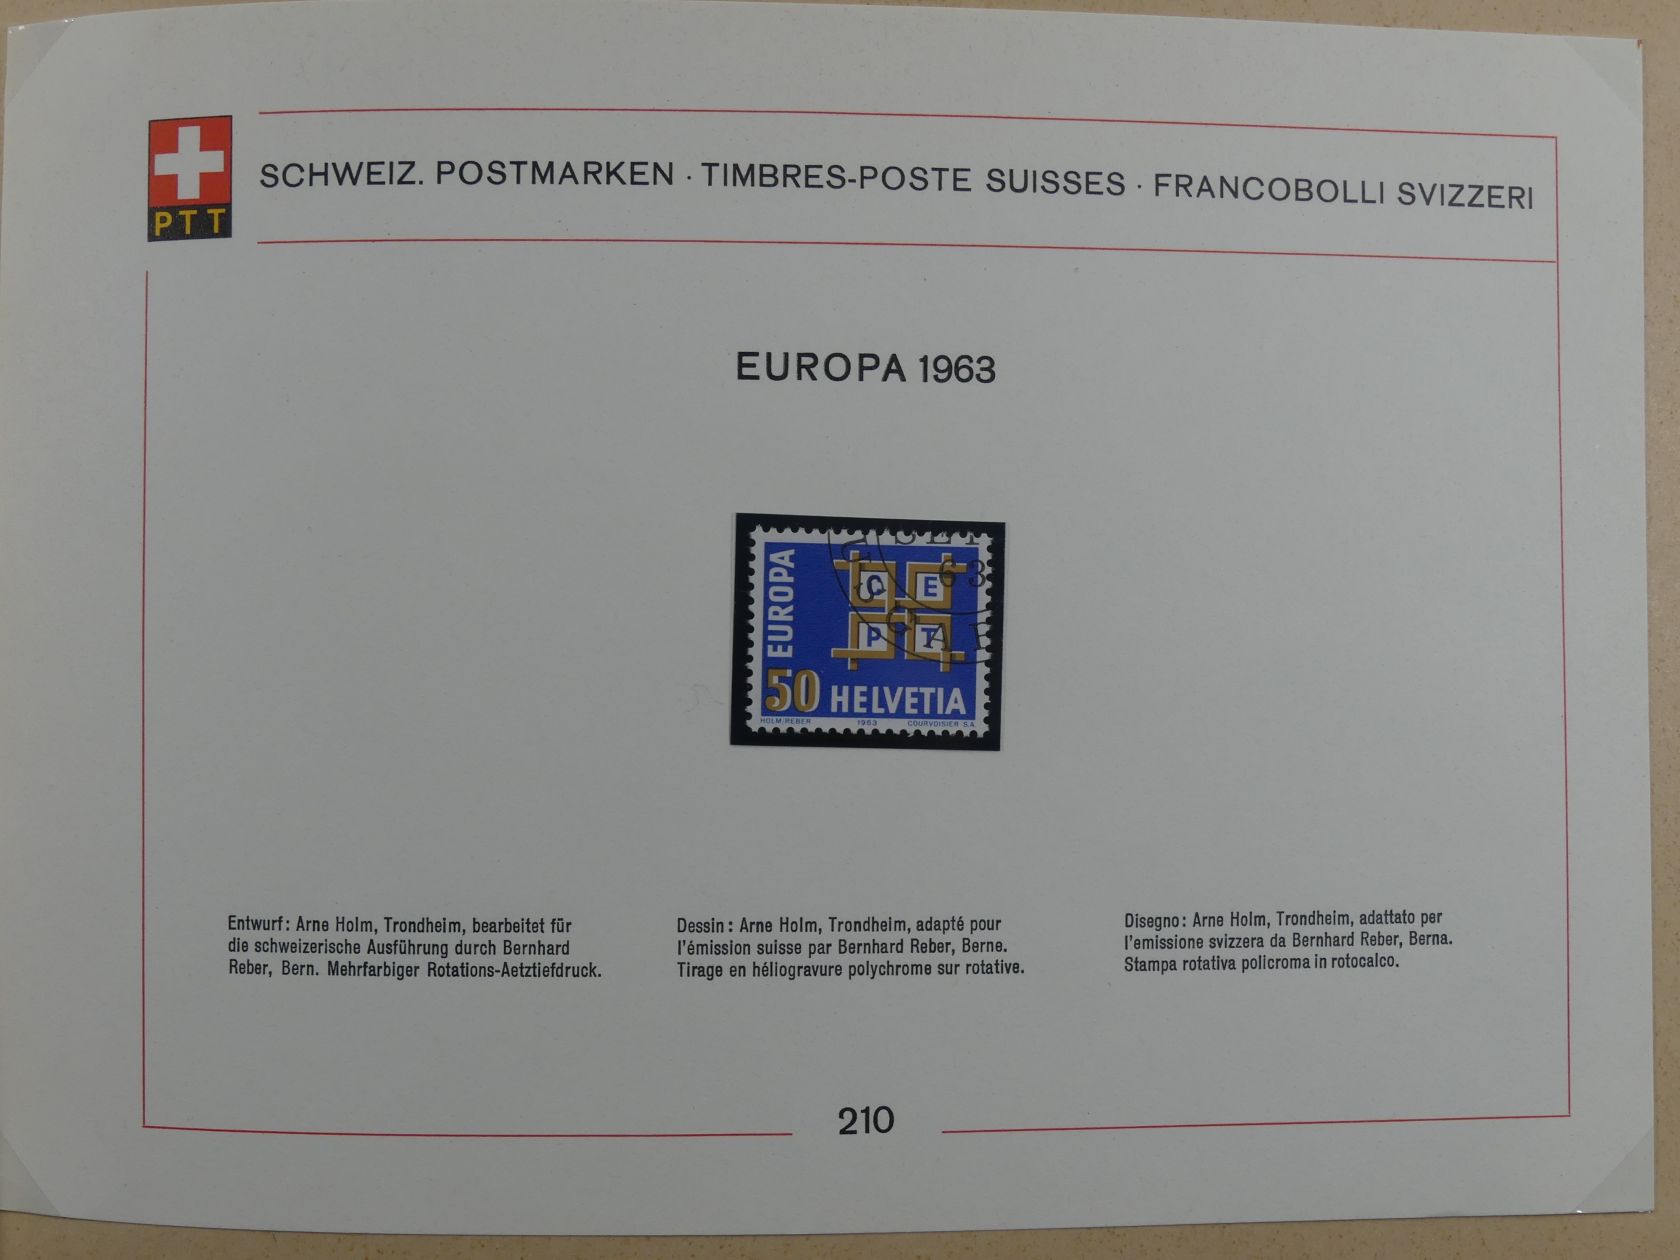 PTT
SCHWEIZ. POSTMARKEN · TIMBRES-POSTE SUISSES · FRANCOBOLLI SVIZZERI
EUROPA 1963
EUROPA
C E
P T
63
50 HELVETIA
HOLM/REBER 1963 COURVOISIER S.A.
Entwurf: Arne Holm, Trondheim, bearbeitet für
die schweizerische Ausführung durch Bernhard
Reber, Bern. Mehrfarbiger Rotations-Aetztiefdruck.
Dessin: Arne Holm, Trondheim, adapté pour
l'émission suisse par Bernhard Reber, Berne.
Tirage en héliogravure polychrome sur rotative.
Disegno: Arne Holm, Trondheim, adattato per
l'emissione svizzera da Bernhard Reber, Berna.
Stampa rotativa policroma in rotocalco.
210